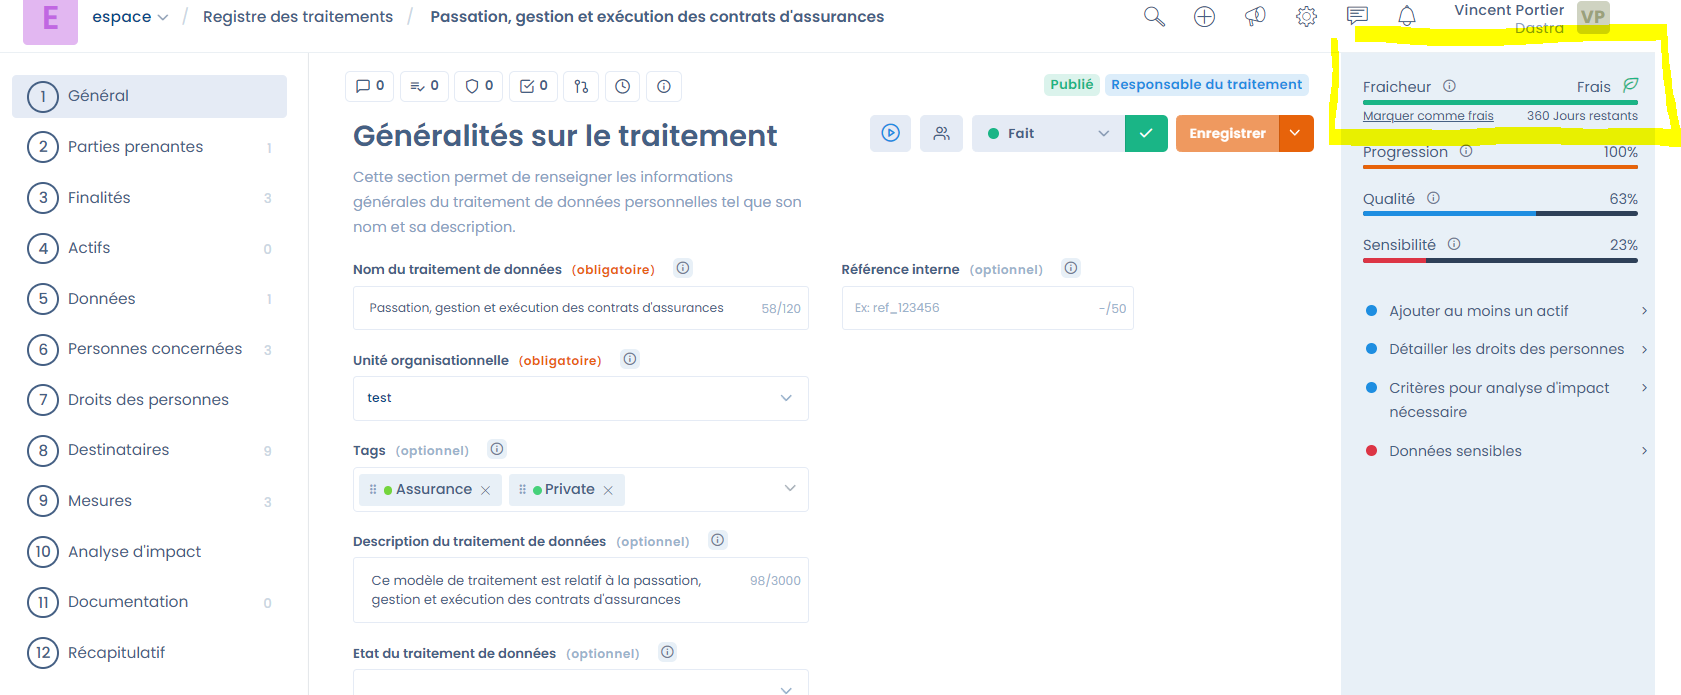 E espace / Registre des traitements / Passation, gestion et exécution des contrats d'assurances
Vincent Portier
Dastra
VP
1 Général
2 Parties prenantes 1
3 Finalités 3
4 Actifs 0
5 Données 1
6 Personnes concernées 3
7 Droits des personnes
8 Destinataires 9
9 Mesures 3
10 Analyse d'impact
11 Documentation 0
12 Récapitulatif
0 0 0 0
Publié Responsable du traitement
Généralités sur le traitement
Fait Enregistrer
Cette section permet de renseigner les informations
générales du traitement de données personnelles tel que son
nom et sa description.
Nom du traitement de données (obligatoire)
Passation, gestion et exécution des contrats d'assurances 58/120
Référence interne (optionnel)
Ex: ref_123456 -/50
Unité organisationnelle (obligatoire)
test
Tags (optionnel)
Assurance Private
Description du traitement de données (optionnel)
Ce modèle de traitement est relatif à la passation,
gestion et exécution des contrats d'assurances
98/3000
Etat du traitement de données (optionnel)
Fraicheur Frais
Marquer comme frais 360 Jours restants
Progression 100%
Qualité 63%
Sensibilité 23%
Ajouter au moins un actif
Détailler les droits des personnes
Critères pour analyse d'impact
nécessaire
Données sensibles